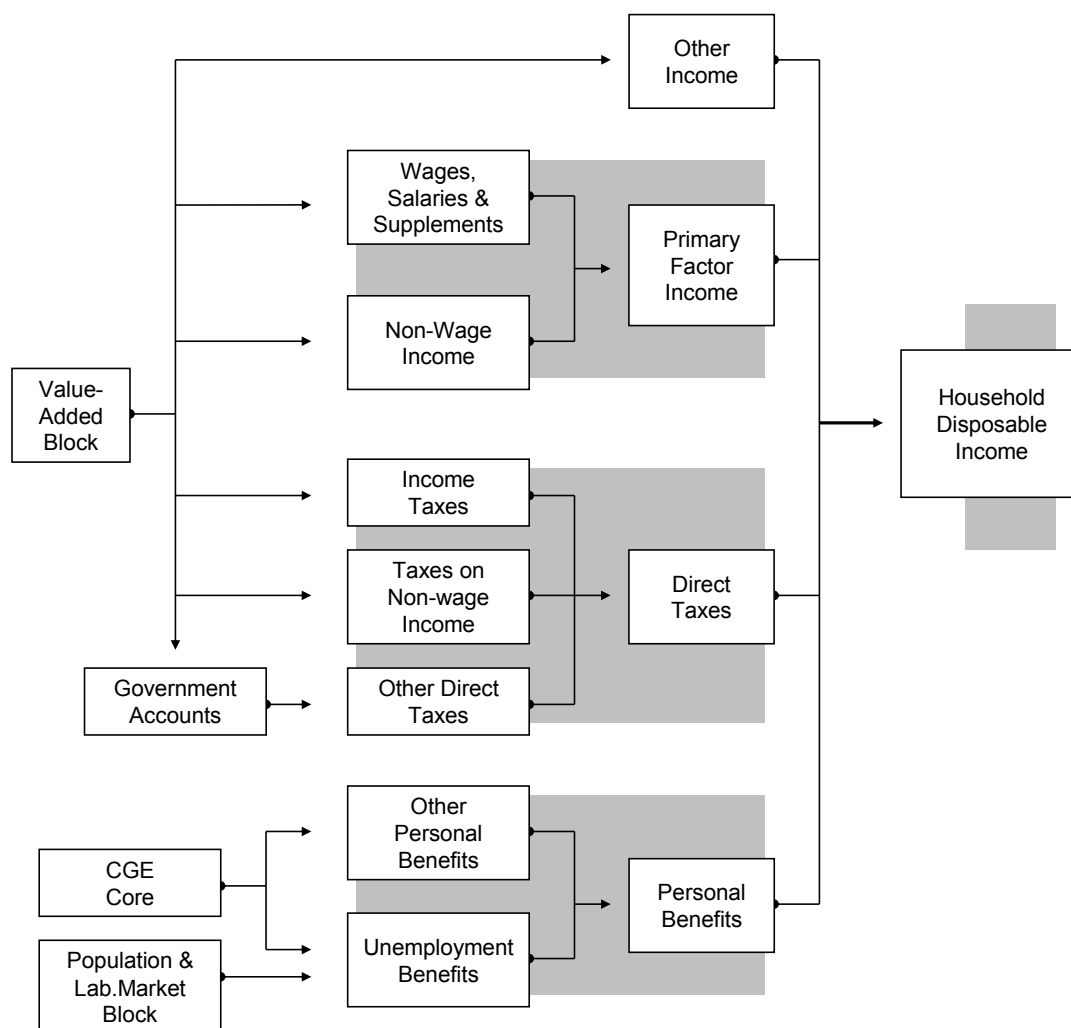 Other
Income
Wages,
Salaries &
Supplements
Primary
Factor
Income
Non-Wage
Income
Value-
Added
Block
Household
Disposable
Income
Income
Taxes
Taxes on
Non-wage
Income
Direct
Taxes
Government
Accounts
Other Direct
Taxes
Other
Personal
Benefits
CGE
Core
Personal
Benefits
Unemployment
Benefits
Population &
Lab.Market
Block